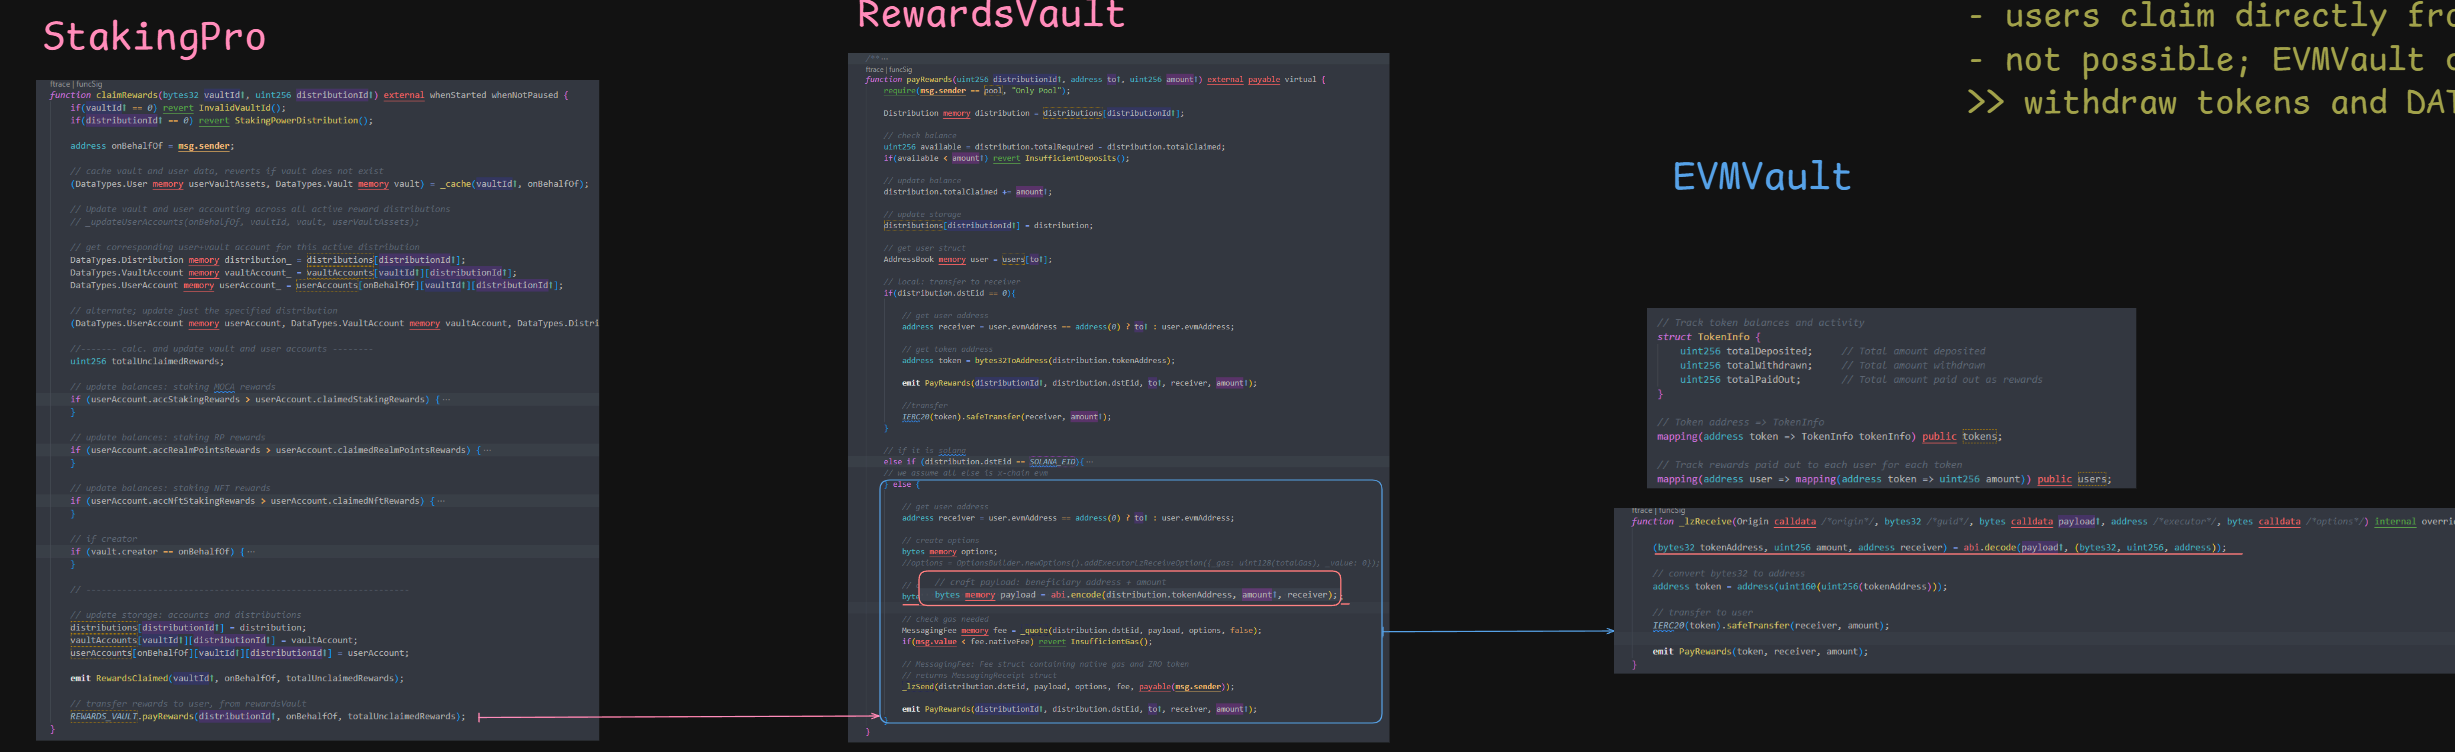 StakingPro
ftrace | funcSig
function claimRewards(bytes32 vaultId↑, uint256 distributionId↑) external whenStarted whenNotPaused {
if(vaultId↑ == 0) revert InvalidVaultId();
if(distributionId↑ == 0) revert StakingPowerDistribution();
address onBehalfOf = msg.sender;
// cache vault and user data, reverts if vault does not exist
(DataTypes.User memory userVaultAssets, DataTypes.Vault memory vault) = _cache(vaultId↑, onBehalfOf);
// Update vault and user accounting across all active reward distributions
// _updateUserAccounts(onBehalfOf, vaultId, vault, userVaultAssets);
// get corresponding user+vault account for this active distribution
DataTypes.Distribution memory distribution_ = distributions[distributionId↑];
DataTypes.VaultAccount memory vaultAccount_ = vaultAccounts[vaultId↑][distributionId↑];
DataTypes.UserAccount memory userAccount_ = userAccounts[onBehalfOf][vaultId↑][distributionId↑];
// alternate; update just the specified distribution
(DataTypes.UserAccount memory userAccount, DataTypes.VaultAccount memory vaultAccount, DataTypes.Distri
//------- calc. and update vault and user accounts --------
uint256 totalUnclaimedRewards;
// update balances: staking MOCA rewards
if (userAccount.accStakingRewards > userAccount.claimedStakingRewards) { ···
}
// update balances: staking RP rewards
if (userAccount.accRealmPointsRewards > userAccount.claimedRealmPointsRewards) { ···
}
// update balances: staking NFT rewards
if (userAccount.accNftStakingRewards > userAccount.claimedNftRewards) { ···
}
// if creator
if (vault.creator == onBehalfOf) { ···
}
// update storage: accounts and distributions
distributions[distributionId↑] = distribution;
vaultAccounts[vaultId↑][distributionId↑] = vaultAccount;
userAccounts[onBehalfOf][vaultId↑][distributionId↑] = userAccount;
emit RewardsClaimed(vaultId↑, onBehalfOf, totalUnclaimedRewards);
// transfer rewards to user, from rewardsVault
REWARDS_VAULT.payRewards(distributionId↑, onBehalfOf, totalUnclaimedRewards);
}
RewardsVault
/** ···
ftrace | funcSig
function payRewards(uint256 distributionId↑, address to↑, uint256 amount↑) external payable virtual {
require(msg.sender == pool, "Only Pool");
Distribution memory distribution = distributions[distributionId↑];
// check balance
uint256 available = distribution.totalRequired - distribution.totalClaimed;
if(available < amount↑) revert InsufficientDeposits();
// update balance
distribution.totalClaimed += amount↑;
// update storage
distributions[distributionId↑] = distribution;
// get user struct
AddressBook memory user = users[to↑];
// local: transfer to receiver
if(distribution.dstEid == 0){
// get user address
address receiver = user.evmAddress == address(0) ? to↑ : user.evmAddress;
// get token address
address token = bytes32ToAddress(distribution.tokenAddress);
emit PayRewards(distributionId↑, distribution.dstEid, to↑, receiver, amount↑);
//transfer
IERC20(token).safeTransfer(receiver, amount↑);
}
// if it is solana
else if (distribution.dstEid == SOLANA_EID){ ···
// we assume all else is x-chain evm
} else {
// get user address
address receiver = user.evmAddress == address(0) ? to↑ : user.evmAddress;
// create options
bytes memory options;
//options = OptionsBuilder.newOptions().addExecutorLzReceiveOption({_gas: uint128(totalGas), _value: 0});
// craft payload: beneficiary address + amount
bytes memory payload = abi.encode(distribution.tokenAddress, amount↑, receiver);
// check gas needed
MessagingFee memory fee = _quote(distribution.dstEid, payload, options, false);
if(msg.value < fee.nativeFee) revert InsufficientGas();
// MessagingFee: Fee struct containing native gas and ZRO token
// returns MessagingReceipt struct
_lzSend(distribution.dstEid, payload, options, fee, payable(msg.sender));
emit PayRewards(distributionId↑, distribution.dstEid, to↑, receiver, amount↑);
}
}
- users claim directly fro
- not possible; EVMVault
>> withdraw tokens and DAT
EVMVault
// Track token balances and activity
struct TokenInfo {
uint256 totalDeposited; // Total amount deposited
uint256 totalWithdrawn; // Total amount withdrawn
uint256 totalPaidOut; // Total amount paid out as rewards
}
// Token address => TokenInfo
mapping(address token => TokenInfo tokenInfo) public tokens;
// Track rewards paid out to each user for each token
mapping(address user => mapping(address token => uint256 amount)) public users;
ftrace | funcSig
function _lzReceive(Origin calldata /*origin*/, bytes32 /*guid*/, bytes calldata payload↑, address /*executor*/, bytes calldata /*options*/) internal overri
(bytes32 tokenAddress, uint256 amount, address receiver) = abi.decode(payload↑, (bytes32, uint256, address));
// convert bytes32 to address
address token = address(uint160(uint256(tokenAddress)));
// transfer to user
IERC20(token).safeTransfer(receiver, amount);
emit PayRewards(token, receiver, amount);
}